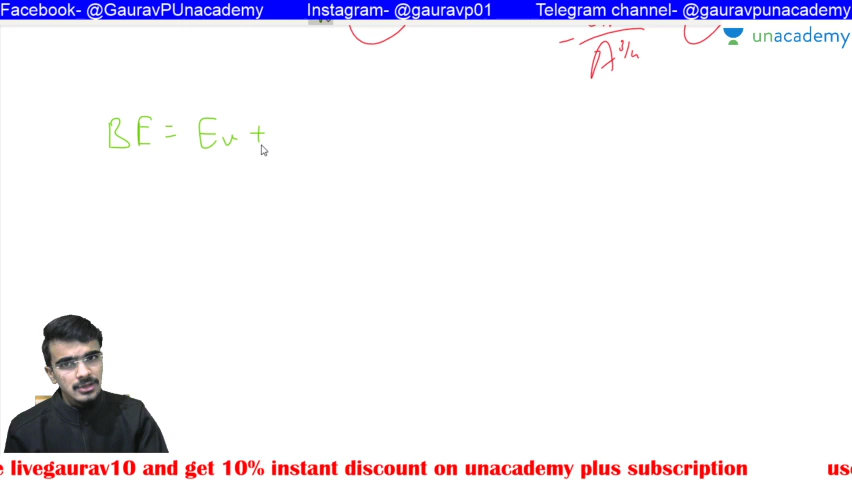 Facebook- @GauravPUnacademy Instagram- @gauravp01 Telegram channel- @gauravpunacademy
unacademy
- A^3/4
BE = Ev +
e livegaurav10 and get 10% instant discount on unacademy plus subscription use